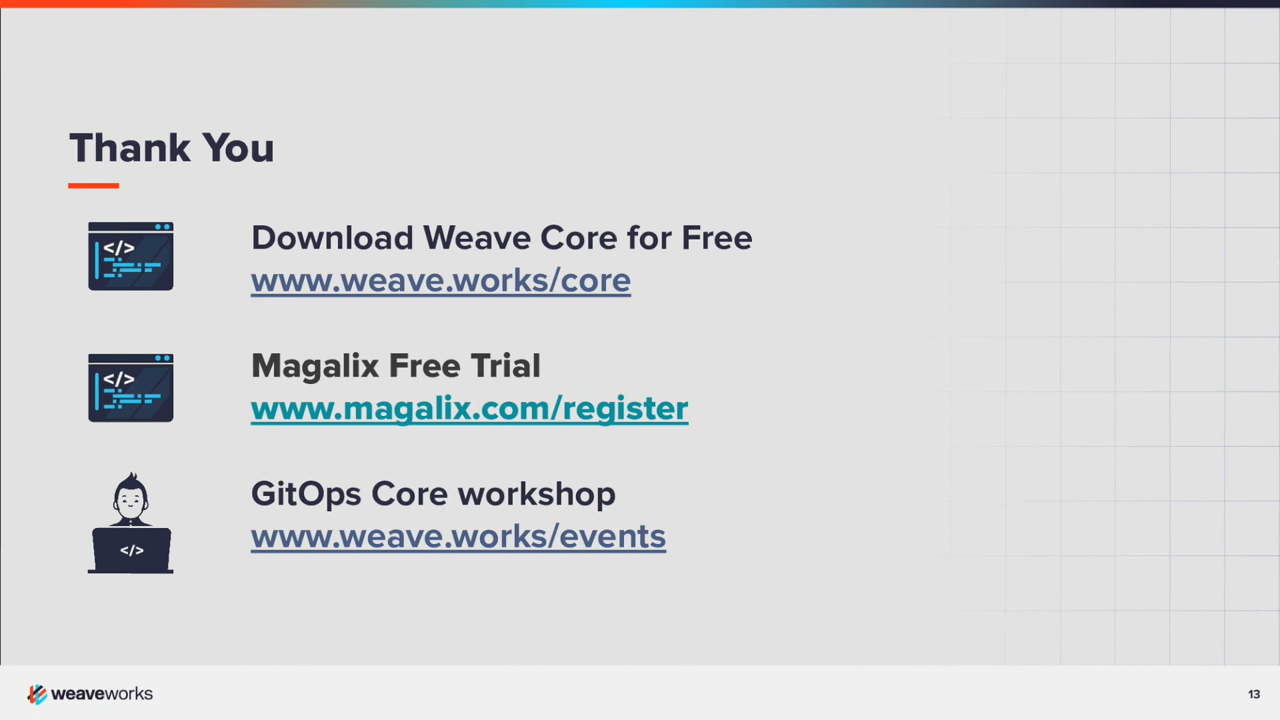 Thank You
</>
Download Weave Core for Free
www.weave.works/core
</>
Magalix Free Trial
www.magalix.com/register
GitOps Core workshop
www.weave.works/events
</>
weaveworks
13